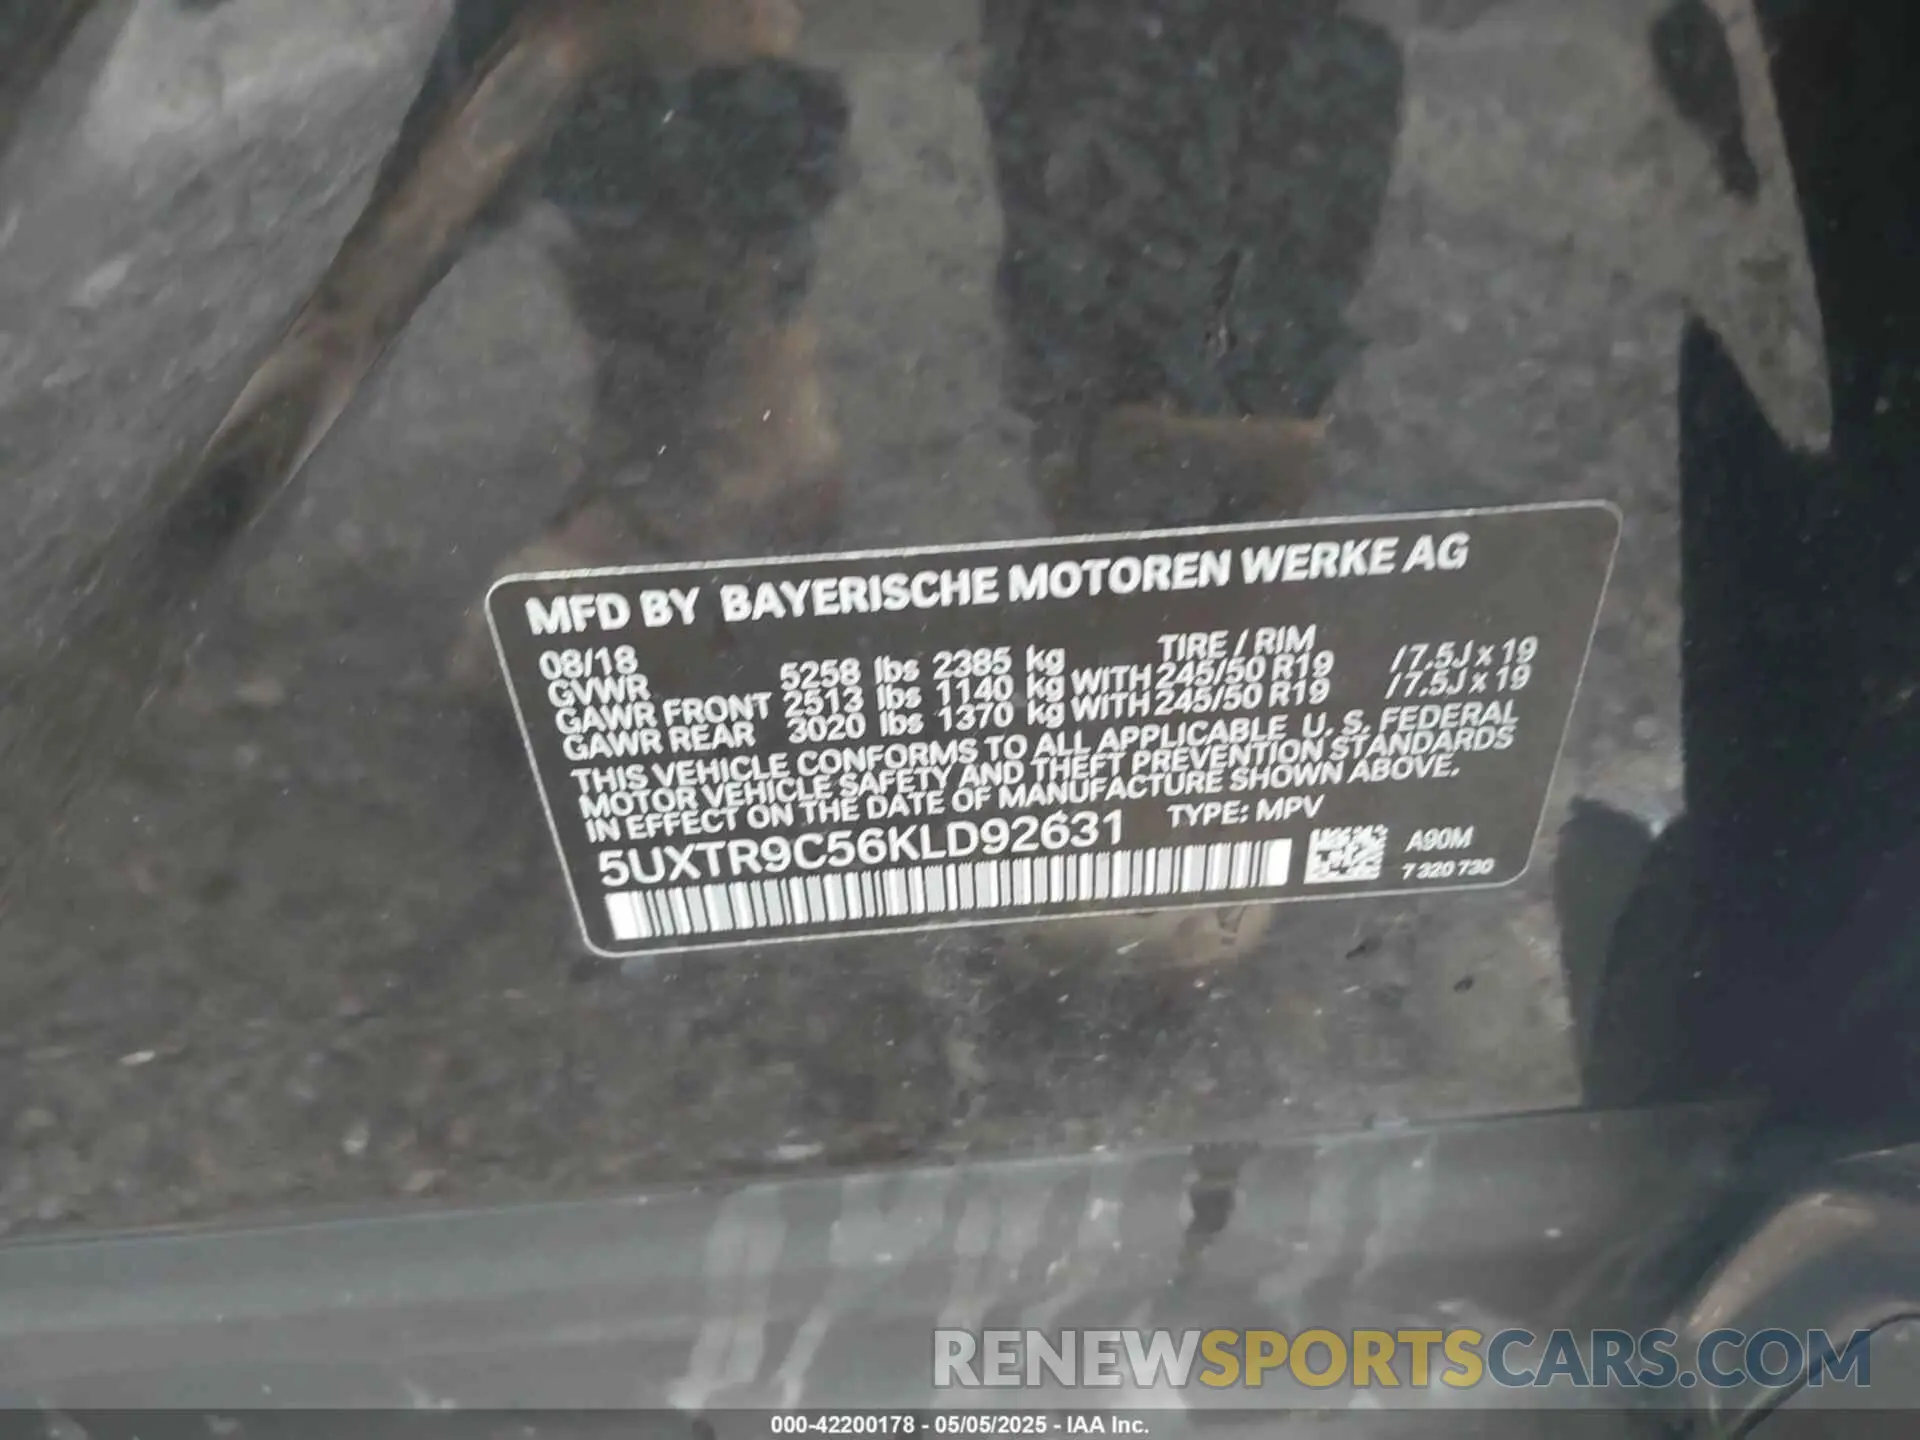 MFD BY BAYERISCHE MOTOREN WERKE AG
08/18 TIRE / RIM
GVWR 5258 lbs 2385 kg
GAWR FRONT 2513 lbs 1140 kg WITH 245/50 R19 / 7.5J x 19
GAWR REAR 3020 lbs 1370 kg WITH 245/50 R19 / 7.5J x 19
THIS VEHICLE CONFORMS TO ALL APPLICABLE U. S. FEDERAL
MOTOR VEHICLE SAFETY AND THEFT PREVENTION STANDARDS
IN EFFECT ON THE DATE OF MANUFACTURE SHOWN ABOVE.
5UXTR9C56KLD92631 TYPE: MPV
A90M
7 320 730
RENEWSPORTSCARS.COM
000-42200178 - 05/05/2025 - IAA Inc.